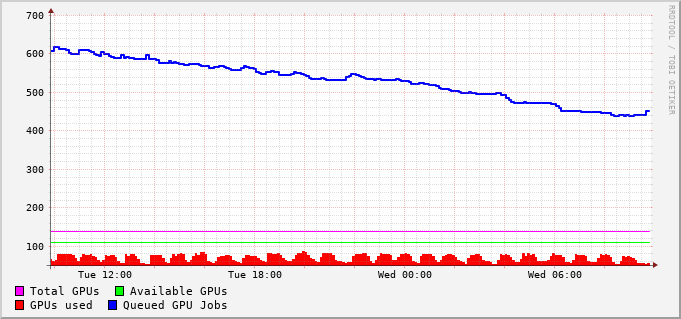 700
600
500
400
300
200
100
Tue 12:00 Tue 18:00 Wed 00:00 Wed 06:00
Total GPUs Available GPUs
GPUs used Queued GPU Jobs
RRDTOOL / TOBI OETIKER